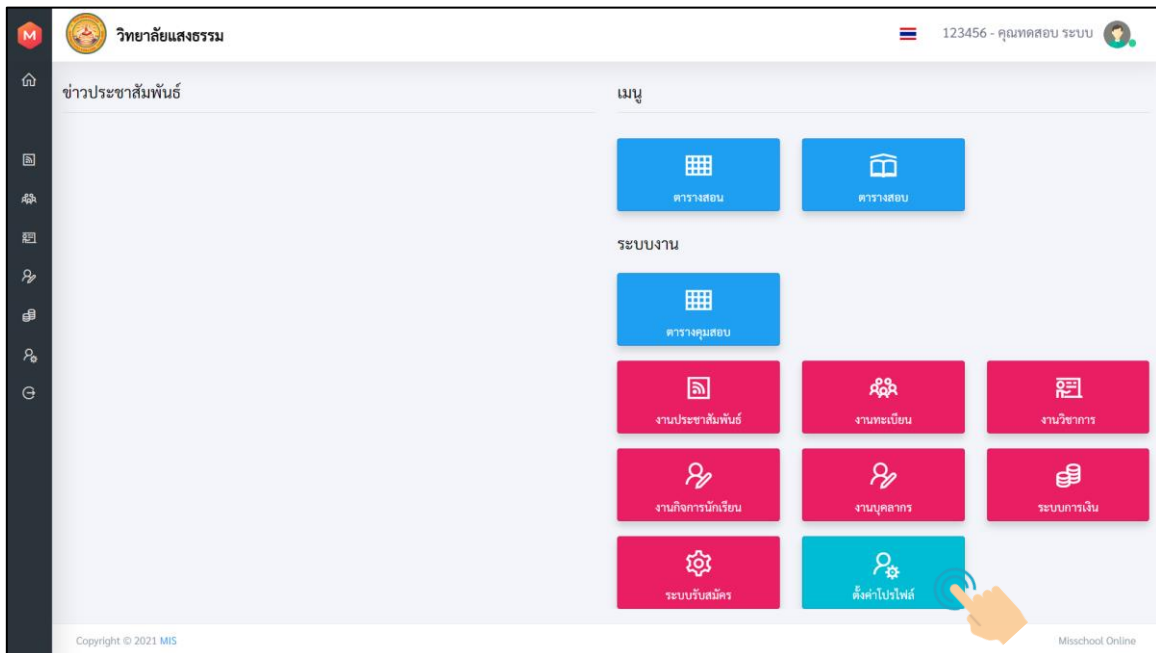 M
วิทยาลัยแสงธรรม
123456 - คุณทดสอบ ระบบ
ข่าวประชาสัมพันธ์
เมนู
ตารางสอน
ตารางสอบ
ระบบงาน
ตารางคุมสอบ
งานประชาสัมพันธ์
งานทะเบียน
งานวิชาการ
งานกิจการนักเรียน
งานบุคลากร
ระบบการเงิน
ระบบรับสมัคร
ตั้งค่าโปรไฟล์
Copyright © 2021 MIS
Misschool Online